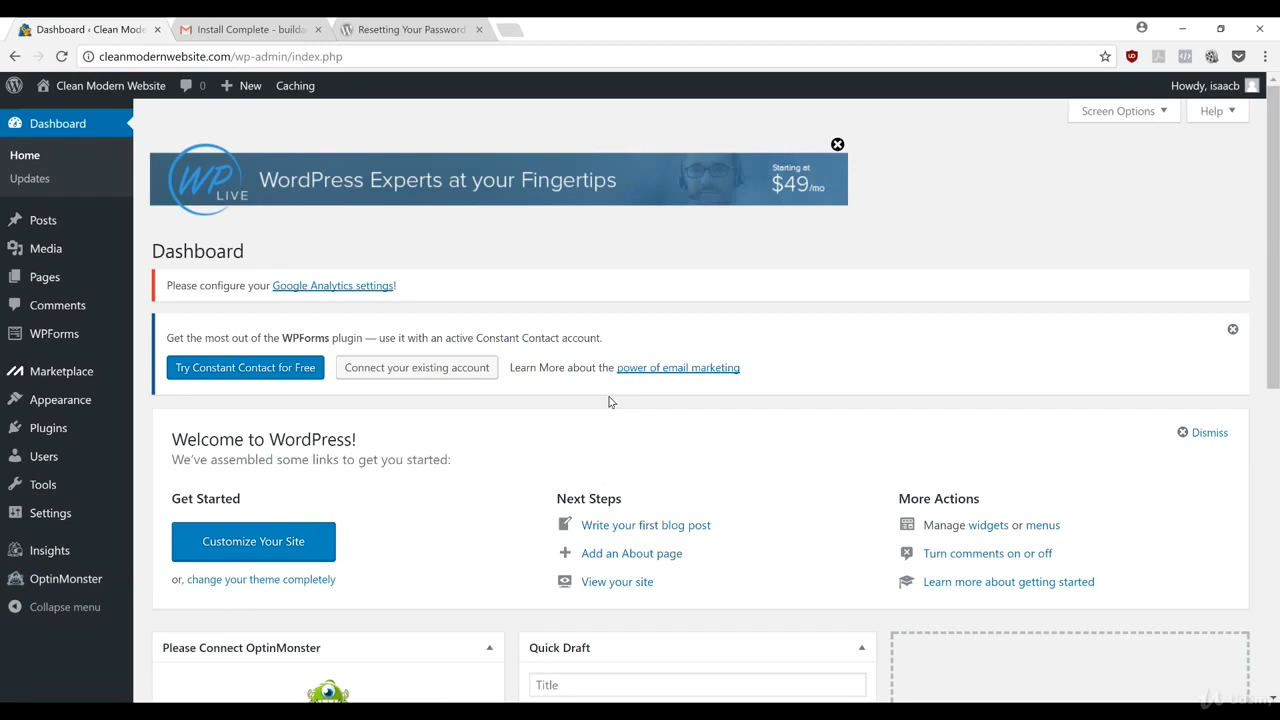 Dashboard ‹ Clean Mode
Install Complete - builda
Resetting Your Password
cleanmodernwebsite.com/wp-admin/index.php
Clean Modern Website
0
New
Caching
Howdy, isaacb
Dashboard
Home
Updates
Posts
Media
Pages
Comments
WPForms
Marketplace
Appearance
Plugins
Users
Tools
Settings
Insights
OptinMonster
Collapse menu
Screen Options
Help
WP
LIVE
WordPress Experts at your Fingertips
Starting at
$49/mo
Dashboard
Please configure your Google Analytics settings!
Get the most out of the WPForms plugin — use it with an active Constant Contact account.
Try Constant Contact for Free
Connect your existing account
Learn More about the power of email marketing
Welcome to WordPress!
We've assembled some links to get you started:
Dismiss
Get Started
Customize Your Site
or, change your theme completely
Next Steps
Write your first blog post
Add an About page
View your site
More Actions
Manage widgets or menus
Turn comments on or off
Learn more about getting started
Please Connect OptinMonster
Quick Draft
Title
Udemy